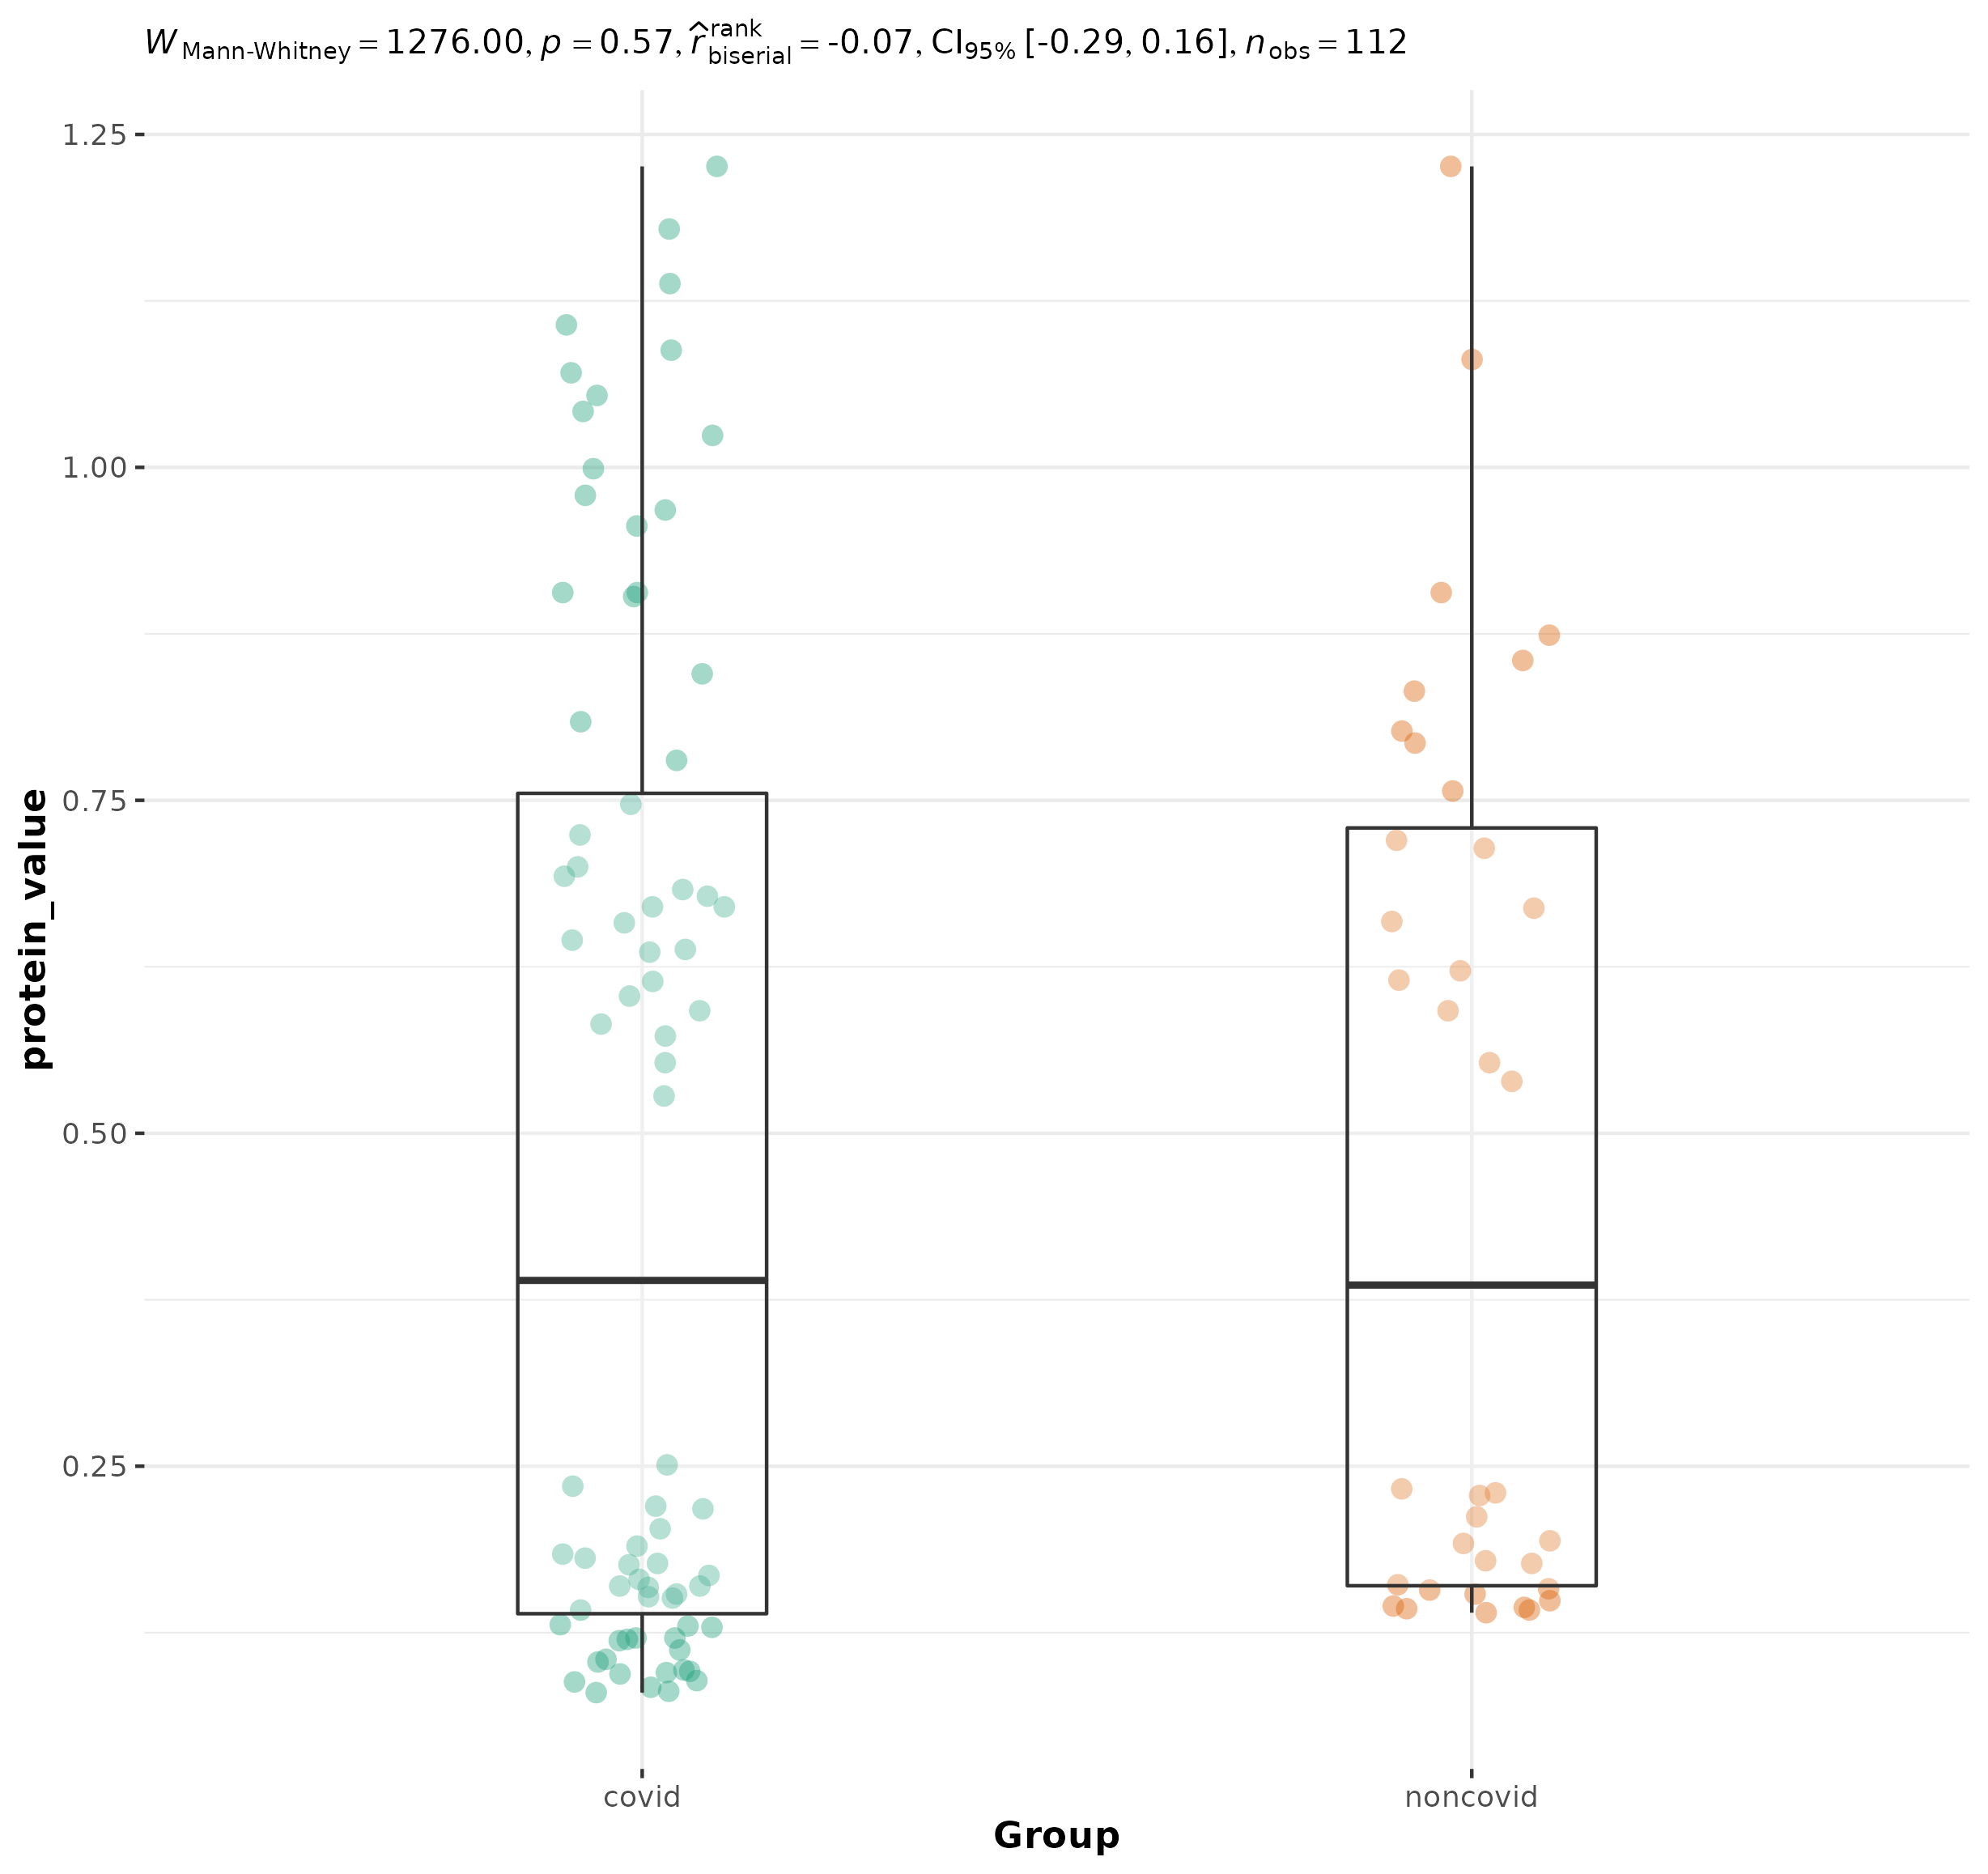 W Mann-Whitney = 1276.00, p = 0.57, r̂ rank biserial = -0.07, CI95% [-0.29, 0.16], n obs = 112
1.25
1.00
0.75
0.50
0.25
protein_value
covid noncovid
Group